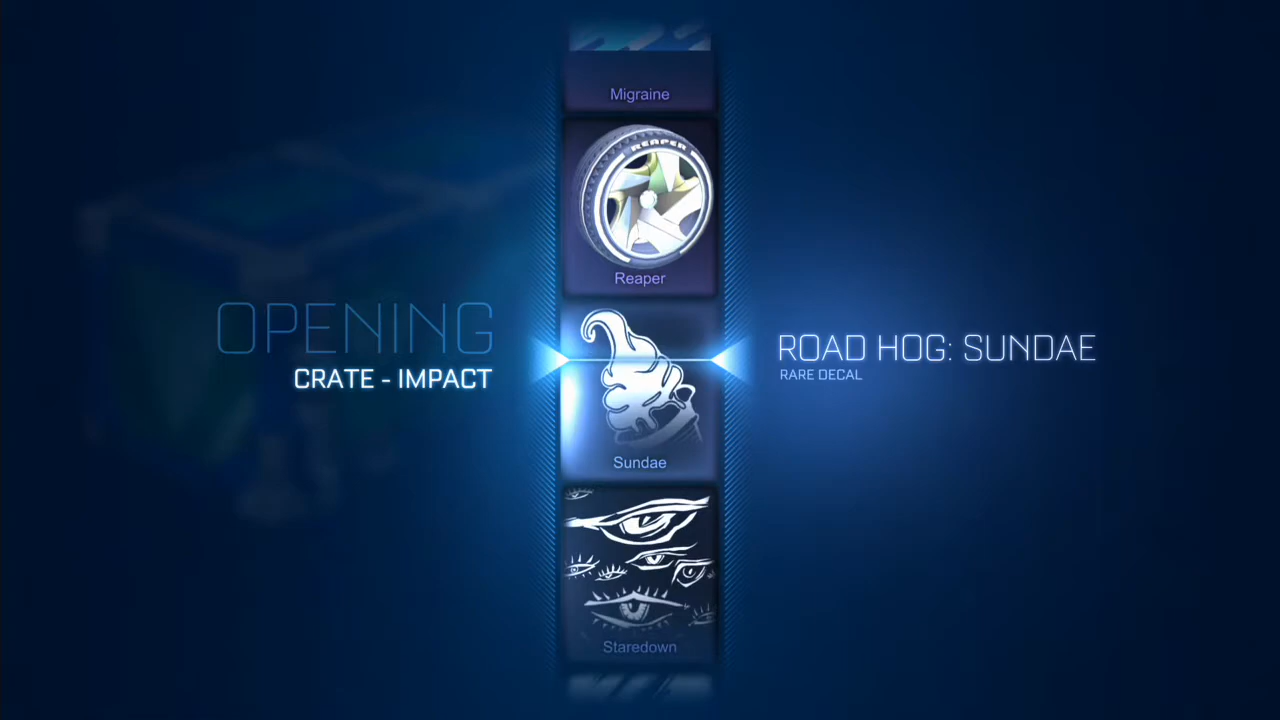 Migraine
REAPER
Reaper
OPENING
CRATE - IMPACT
ROAD HOG: SUNDAE
RARE DECAL
Sundae
Staredown